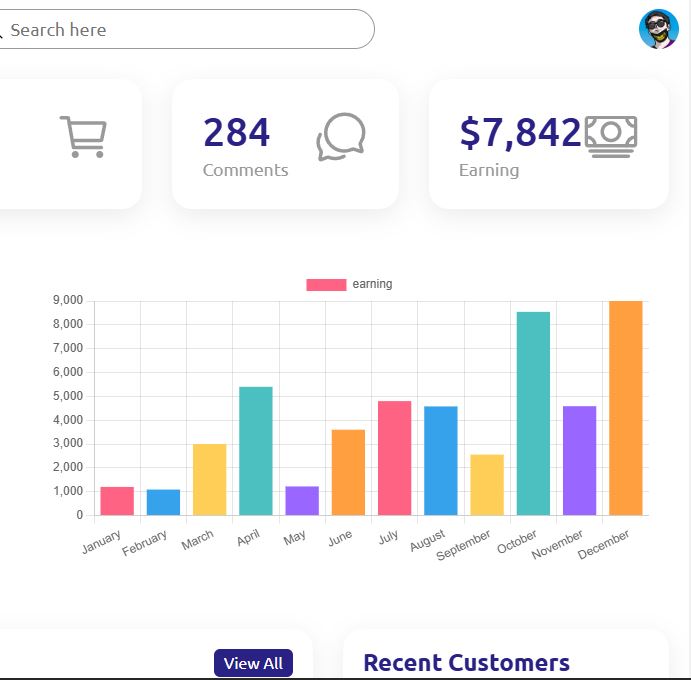 Search here
284
Comments
$7,842
Earning
earning
9,000
8,000
7,000
6,000
5,000
4,000
3,000
2,000
1,000
0
January
February
March
April
May
June
July
August
September
October
November
December
View All
Recent Customers